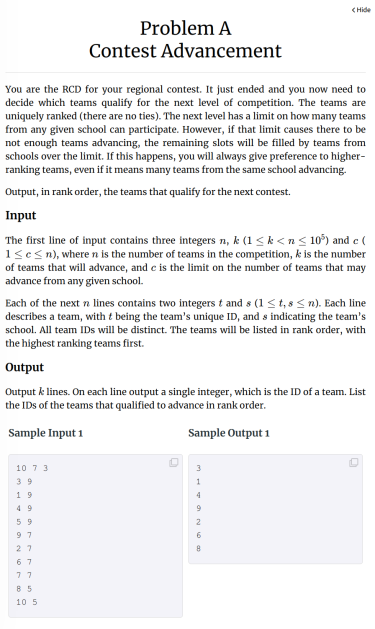 < Hide
Problem A
Contest Advancement
You are the RCD for your regional contest. It just ended and you now need to
decide which teams qualify for the next level of competition. The teams are
uniquely ranked (there are no ties). The next level has a limit on how many teams
from any given school can participate. However, if that limit causes there to be
not enough teams advancing, the remaining slots will be filled by teams from
schools over the limit. If this happens, you will always give preference to higher-
ranking teams, even if it means many teams from the same school advancing.
Output, in rank order, the teams that qualify for the next contest.
Input
The first line of input contains three integers n, k (1 ≤ k < n ≤ 10⁵) and c (
1 ≤ c ≤ n), where n is the number of teams in the competition, k is the number
of teams that will advance, and c is the limit on the number of teams that may
advance from any given school.
Each of the next n lines contains two integers t and s (1 ≤ t, s ≤ n). Each line
describes a team, with t being the team's unique ID, and s indicating the team's
school. All team IDs will be distinct. The teams will be listed in rank order, with
the highest ranking teams first.
Output
Output k lines. On each line output a single integer, which is the ID of a team. List
the IDs of the teams that qualified to advance in rank order.
Sample Input 1
10 7 3
3 9
1 9
4 9
5 9
9 7
2 7
6 7
7 7
8 5
10 5
Sample Output 1
3
1
4
9
2
6
8